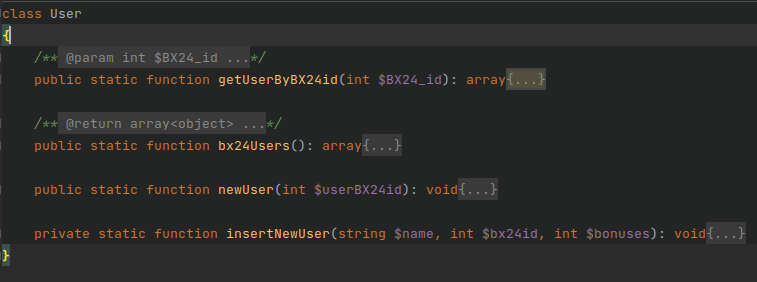 class User
{
/** @param int $BX24_id ...*/
public static function getUserByBX24id(int $BX24_id): array{...}
/** @return array<object> ...*/
public static function bx24Users(): array{...}
public static function newUser(int $userBX24id): void{...}
private static function insertNewUser(string $name, int $bx24id, int $bonuses): void{...}
}